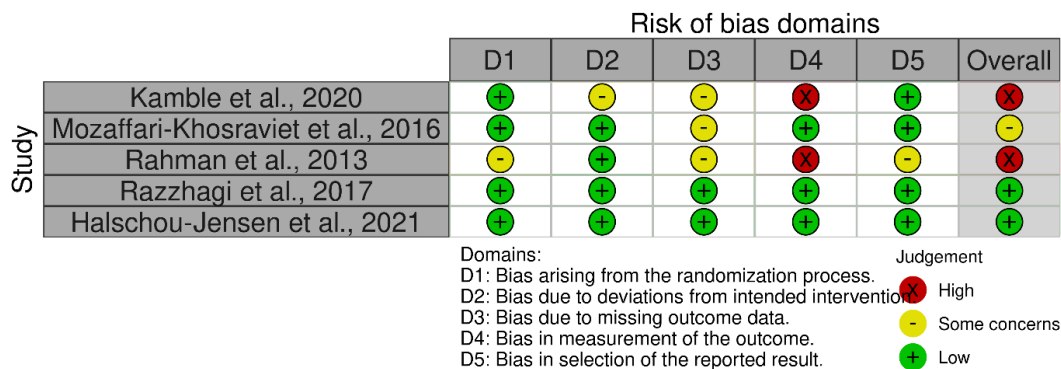 Risk of bias domains
D1 D2 D3 D4 D5 Overall
Study
Kamble et al., 2020 + - - X + X
Mozaffari-Khosraviet et al., 2016 + + - + + -
Rahman et al., 2013 - + - X - X
Razzhagi et al., 2017 + + + + + +
Halschou-Jensen et al., 2021 + + + + + +
Domains:
D1: Bias arising from the randomization process.
D2: Bias due to deviations from intended intervention.
D3: Bias due to missing outcome data.
D4: Bias in measurement of the outcome.
D5: Bias in selection of the reported result.
Judgement
X High
- Some concerns
+ Low